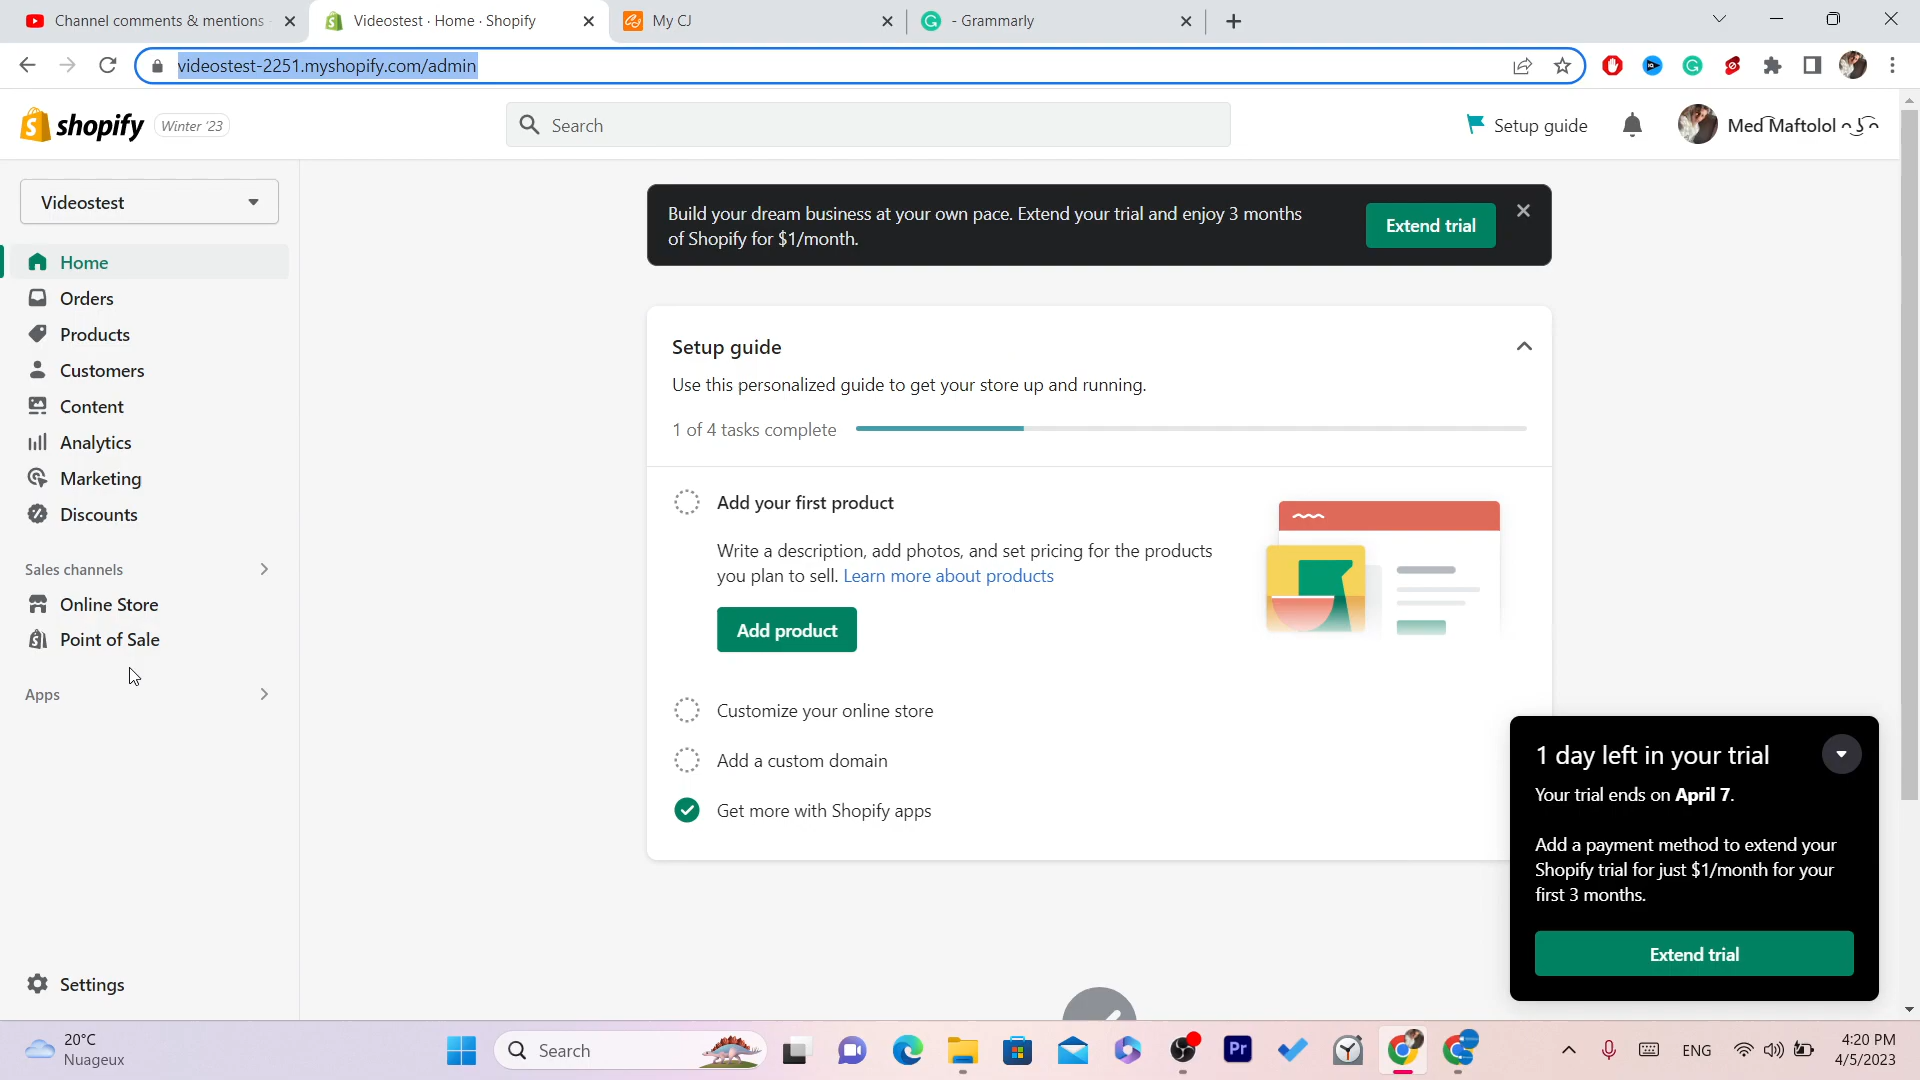 Channel comments & mentions
Videostest · Home · Shopify
My CJ
- Grammarly
videostest-2251.myshopify.com/admin
shopify
Winter '23
Search
Setup guide
Med Maftolol
Videostest
Home
Orders
Products
Customers
Content
Analytics
Marketing
Discounts
Sales channels
Online Store
Point of Sale
Apps
Settings
Build your dream business at your own pace. Extend your trial and enjoy 3 months
of Shopify for $1/month.
Extend trial
Setup guide
Use this personalized guide to get your store up and running.
1 of 4 tasks complete
Add your first product
Write a description, add photos, and set pricing for the products
you plan to sell. Learn more about products
Add product
Customize your online store
Add a custom domain
Get more with Shopify apps
1 day left in your trial
Your trial ends on April 7.
Add a payment method to extend your
Shopify trial for just $1/month for your
first 3 months.
Extend trial
20°C
Nuageux
Search
Pr
ENG
4:20 PM
4/5/2023